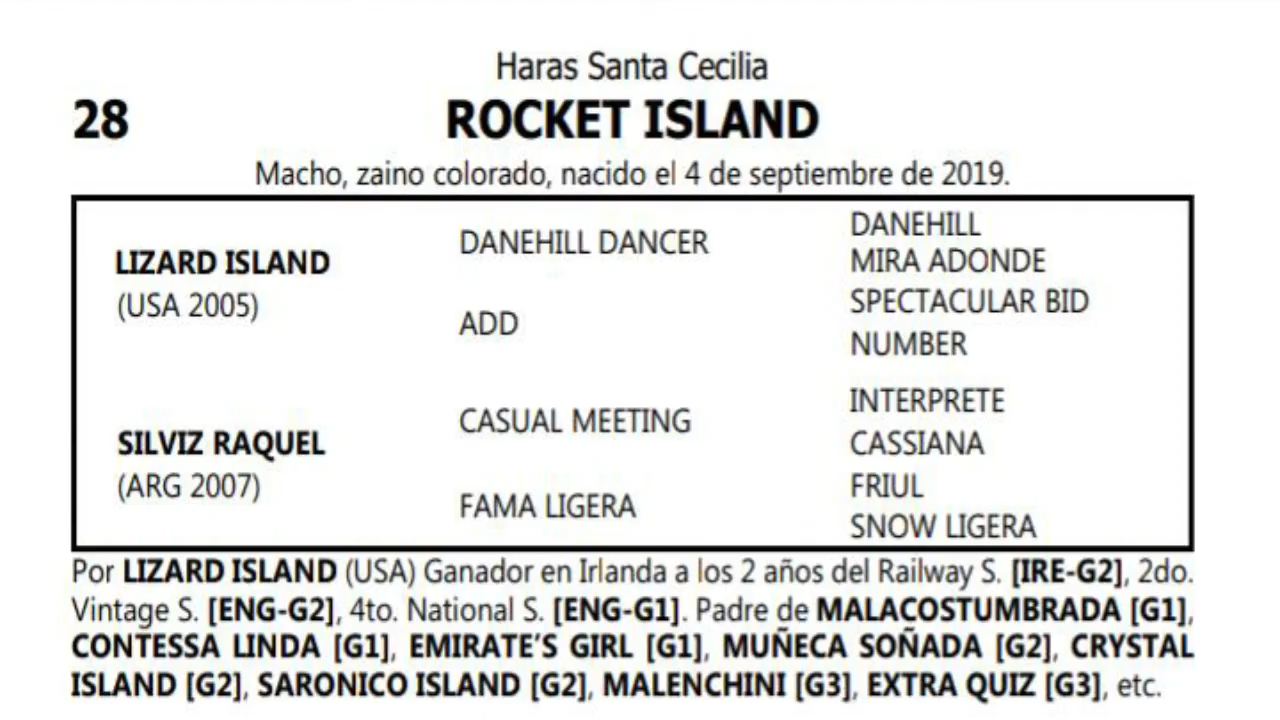 Haras Santa Cecilia
28 ROCKET ISLAND
Macho, zaino colorado, nacido el 4 de septiembre de 2019.
LIZARD ISLAND
(USA 2005)
DANEHILL DANCER
ADD
DANEHILL
MIRA ADONDE
SPECTACULAR BID
NUMBER
SILVIZ RAQUEL
(ARG 2007)
CASUAL MEETING
FAMA LIGERA
INTERPRETE
CASSIANA
FRIUL
SNOW LIGERA
Por LIZARD ISLAND (USA) Ganador en Irlanda a los 2 años del Railway S. [IRE-G2], 2do.
Vintage S. [ENG-G2], 4to. National S. [ENG-G1]. Padre de MALACOSTUMBRADA [G1],
CONTESSA LINDA [G1], EMIRATE'S GIRL [G1], MUÑECA SOÑADA [G2], CRYSTAL
ISLAND [G2], SARONICO ISLAND [G2], MALENCHINI [G3], EXTRA QUIZ [G3], etc.